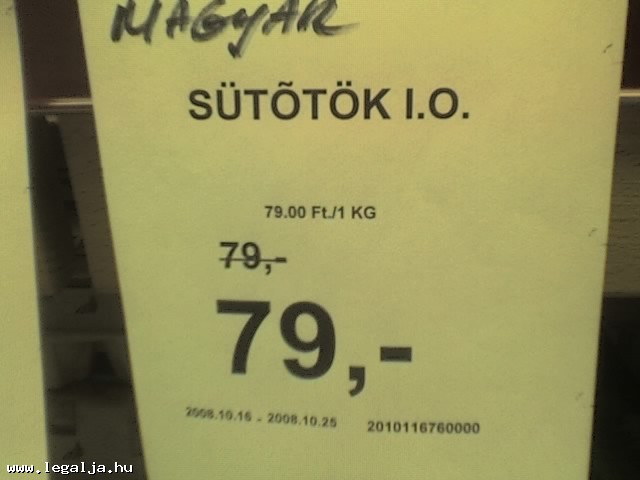 MAGYAR
SÜTÕTÖK I.O.
79.00 Ft./1 KG
79,-
79,-
2008.10.16 - 2008.10.25 2010116760000
www.legalja.hu